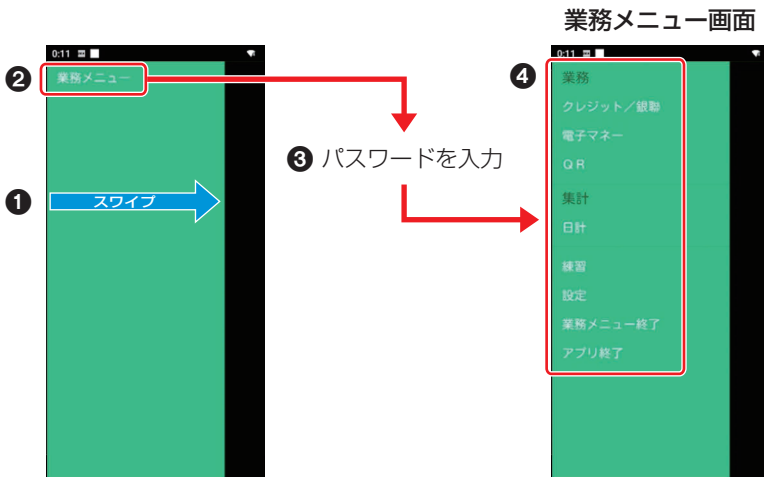 業務メニュー画面
0:11
0:11
❷
業務メニュー
❹
業務
クレジット／銀聯
電子マネー
QR
❸ パスワードを入力
❶
スワイプ
集計
日計
練習
設定
業務メニュー終了
アプリ終了